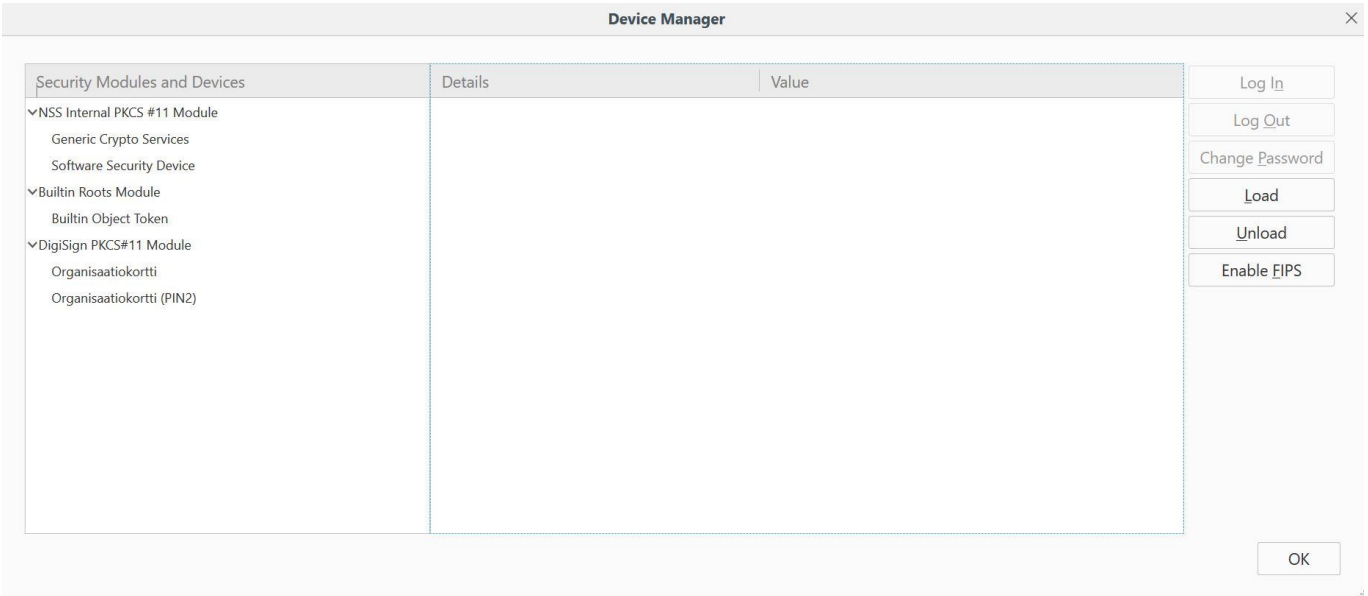 Device Manager
Security Modules and Devices
Details
Value
NSS Internal PKCS #11 Module
Generic Crypto Services
Software Security Device
Builtin Roots Module
Builtin Object Token
DigiSign PKCS#11 Module
Organisaatiokortti
Organisaatiokortti (PIN2)
Log In
Log Out
Change Password
Load
Unload
Enable FIPS
OK